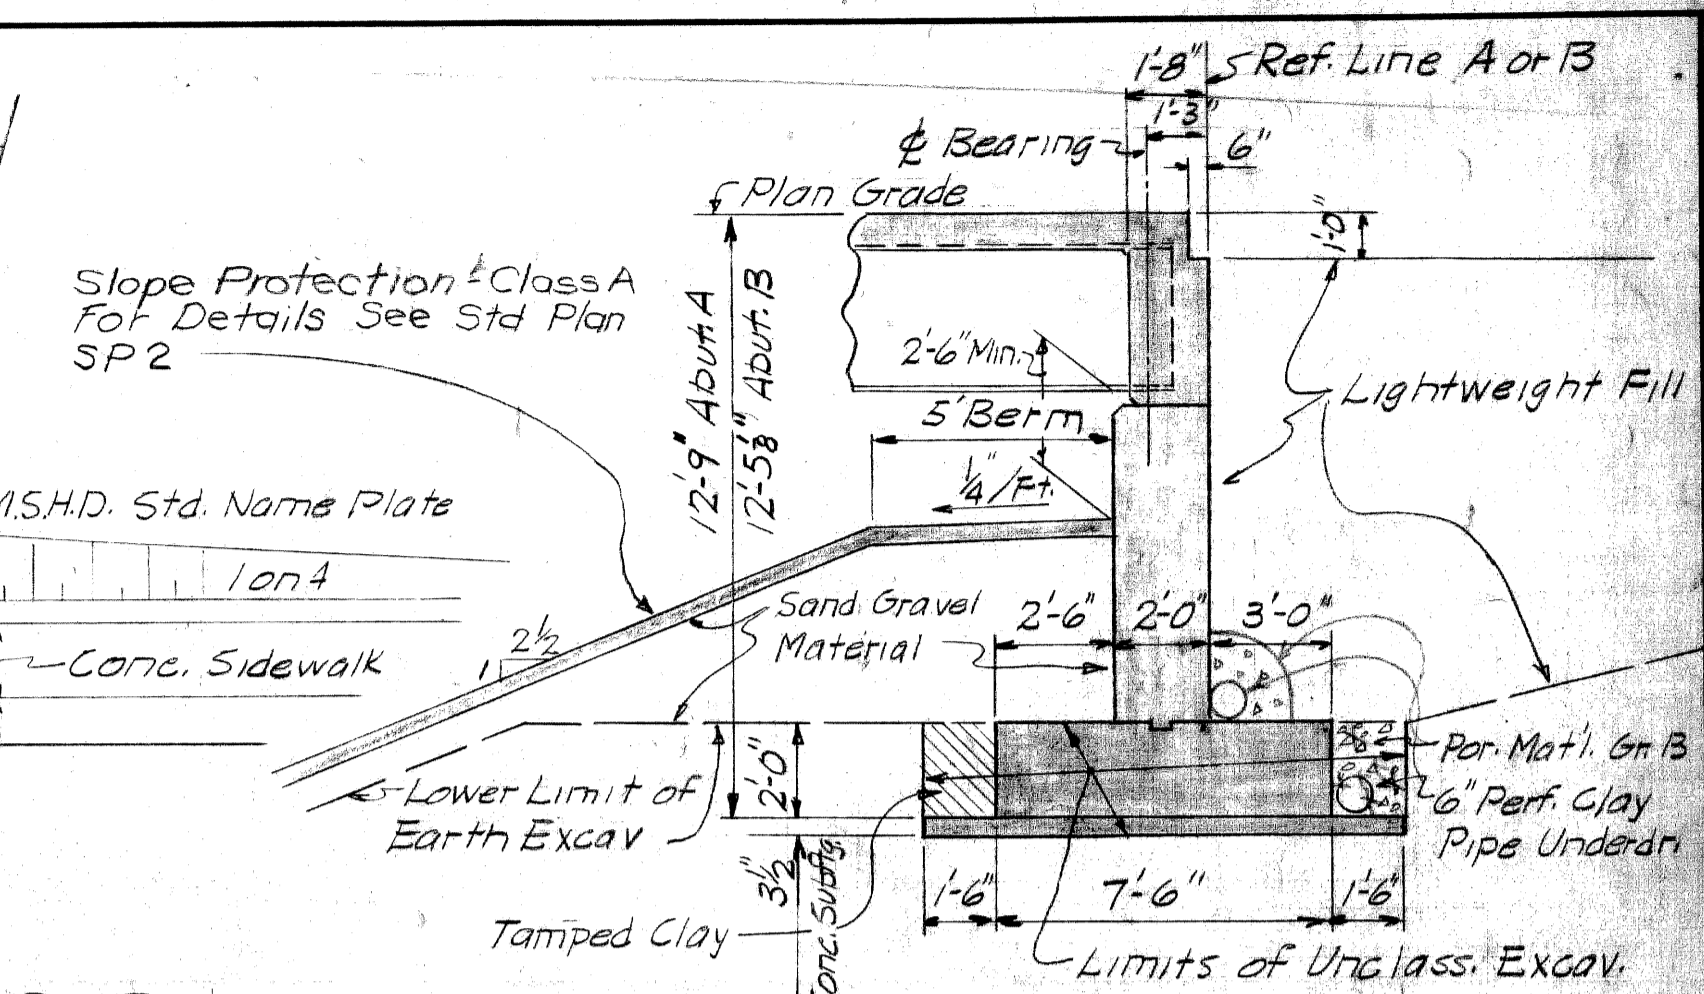 1'-8"
Ref. Line A or B
1'-3"
℄ Bearing
6"
Plan Grade
1'-0"
Slope Protection - Class A
For Details See Std Plan
SP 2
12'-9" Abut. A
12'-5⅛" Abut. B
2'-6" Min.
Lightweight Fill
5' Berm
¼"/Ft.
M.S.H.D. Std. Name Plate
1 on 4
Sand Gravel
Material
2'-6"
2'-0"
3'-0"
2½
1
Conc. Sidewalk
2'-0"
Por. Mat'l. Gr. B
Lower Limit of
Earth Excav
6" Perf. Clay
Pipe Underdr
3½"
Conc. Subftg.
1'-6"
7'-6"
1'-6"
Tamped Clay
Limits of Unclass. Excav.